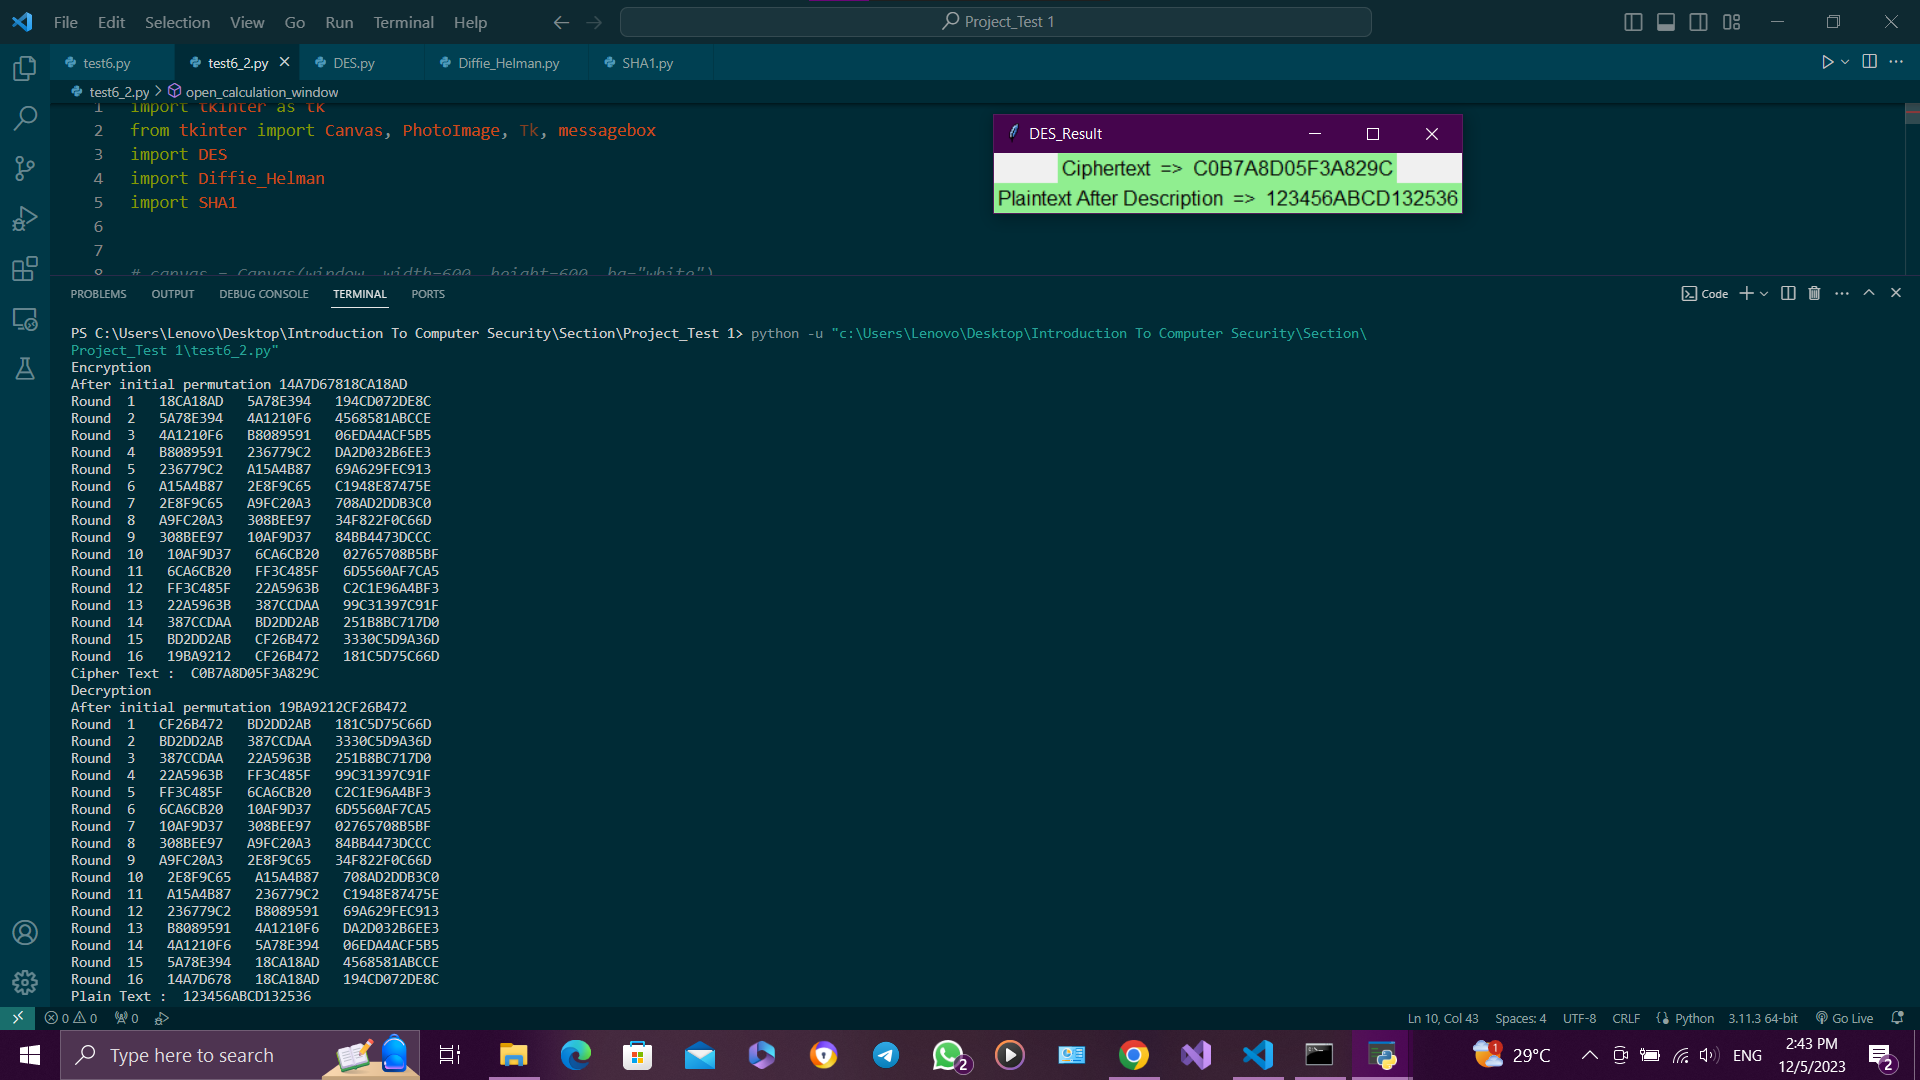 File Edit Selection View Go Run Terminal Help
Project_Test 1
test6.py
test6_2.py
DES.py
Diffie_Helman.py
SHA1.py
test6_2.py > open_calculation_window
1 import tkinter as tk
2 from tkinter import Canvas, PhotoImage, Tk, messagebox
3 import DES
4 import Diffie_Helman
5 import SHA1
6
7
8 # canvas = Canvas(window, width=600, height=600, bg="white")
DES_Result
Ciphertext => C0B7A8D05F3A829C
Plaintext After Description => 123456ABCD132536
PROBLEMS OUTPUT DEBUG CONSOLE TERMINAL PORTS
Code
PS C:\Users\Lenovo\Desktop\Introduction To Computer Security\Section\Project_Test 1> python -u "c:\Users\Lenovo\Desktop\Introduction To Computer Security\Section\
Project_Test 1\test6_2.py"
Encryption
After initial permutation 14A7D67818CA18AD
Round 1 18CA18AD 5A78E394 194CD072DE8C
Round 2 5A78E394 4A1210F6 4568581ABCCE
Round 3 4A1210F6 B8089591 06EDA4ACF5B5
Round 4 B8089591 236779C2 DA2D032B6EE3
Round 5 236779C2 A15A4B87 69A629FEC913
Round 6 A15A4B87 2E8F9C65 C1948E87475E
Round 7 2E8F9C65 A9FC20A3 708AD2DDB3C0
Round 8 A9FC20A3 308BEE97 34F822F0C66D
Round 9 308BEE97 10AF9D37 84BB4473DCCC
Round 10 10AF9D37 6CA6CB20 02765708B5BF
Round 11 6CA6CB20 FF3C485F 6D5560AF7CA5
Round 12 FF3C485F 22A5963B C2C1E96A4BF3
Round 13 22A5963B 387CCDAA 99C31397C91F
Round 14 387CCDAA BD2DD2AB 251B8BC717D0
Round 15 BD2DD2AB CF26B472 3330C5D9A36D
Round 16 19BA9212 CF26B472 181C5D75C66D
Cipher Text : C0B7A8D05F3A829C
Decryption
After initial permutation 19BA9212CF26B472
Round 1 CF26B472 BD2DD2AB 181C5D75C66D
Round 2 BD2DD2AB 387CCDAA 3330C5D9A36D
Round 3 387CCDAA 22A5963B 251B8BC717D0
Round 4 22A5963B FF3C485F 99C31397C91F
Round 5 FF3C485F 6CA6CB20 C2C1E96A4BF3
Round 6 6CA6CB20 10AF9D37 6D5560AF7CA5
Round 7 10AF9D37 308BEE97 02765708B5BF
Round 8 308BEE97 A9FC20A3 84BB4473DCCC
Round 9 A9FC20A3 2E8F9C65 34F822F0C66D
Round 10 2E8F9C65 A15A4B87 708AD2DDB3C0
Round 11 A15A4B87 236779C2 C1948E87475E
Round 12 236779C2 B8089591 69A629FEC913
Round 13 B8089591 4A1210F6 DA2D032B6EE3
Round 14 4A1210F6 5A78E394 06EDA4ACF5B5
Round 15 5A78E394 18CA18AD 4568581ABCCE
Round 16 14A7D678 18CA18AD 194CD072DE8C
Plain Text : 123456ABCD132536
0 0 0
Ln 10, Col 43 Spaces: 4 UTF-8 CRLF Python 3.11.3 64-bit Go Live
Type here to search
2
1
29°C
ENG
2:43 PM
12/5/2023
2